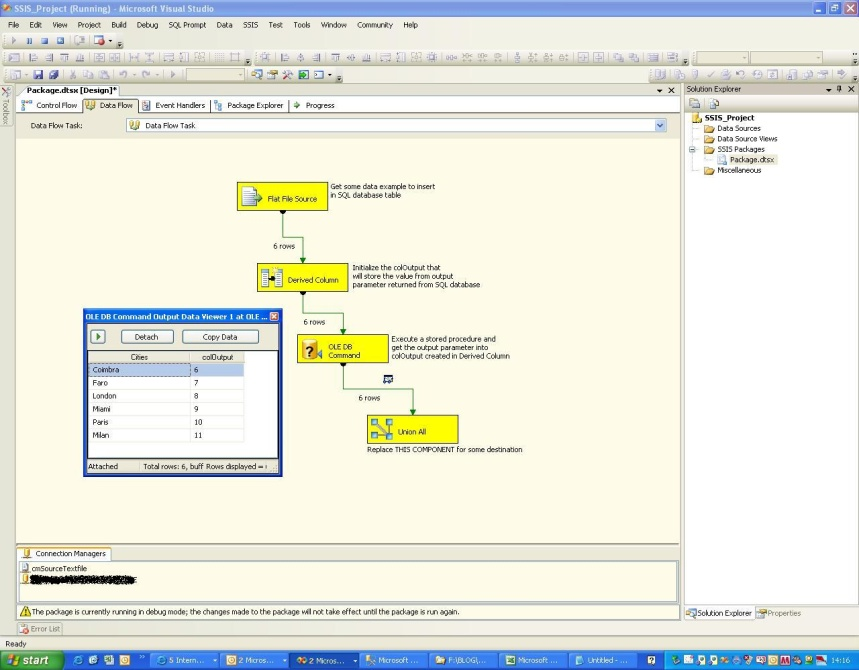 SSIS_Project (Running) - Microsoft Visual Studio
File Edit View Project Build Debug SQL Prompt Data SSIS Test Tools Window Community Help
Toolbox
Package.dtsx [Design]*
Control Flow Data Flow Event Handlers Package Explorer Progress
Data Flow Task: Data Flow Task
Flat File Source
Get some data example to insert
in SQL database table
6 rows
Derived Column
Initialize the colOutput that
will store the value from output
parameter returned from SQL database
6 rows
OLE DB
Command
Execute a stored procedure and
get the output parameter into
colOutput created in Derived Column
6 rows
Union All
Replace THIS COMPONENT for some destination
OLE DB Command Output Data Viewer 1 at OLE ...
Detach Copy Data
Cities colOutput
Coimbra 6
Faro 7
London 8
Miami 9
Paris 10
Milan 11
Attached Total rows: 6, buff Rows displayed =
Connection Managers
cmSourceTextfile
The package is currently running in debug mode; the changes made to the package will not take effect until the package is run again.
Error List
Ready
Solution Explorer
SSIS_Project
Data Sources
Data Source Views
SSIS Packages
Package.dtsx
Miscellaneous
Solution Explorer Properties
start 5 Intern... 2 Micros... 2 Micros... Microsoft ... F:\BLOG\... Microsoft ... Untitled - ... 14:16